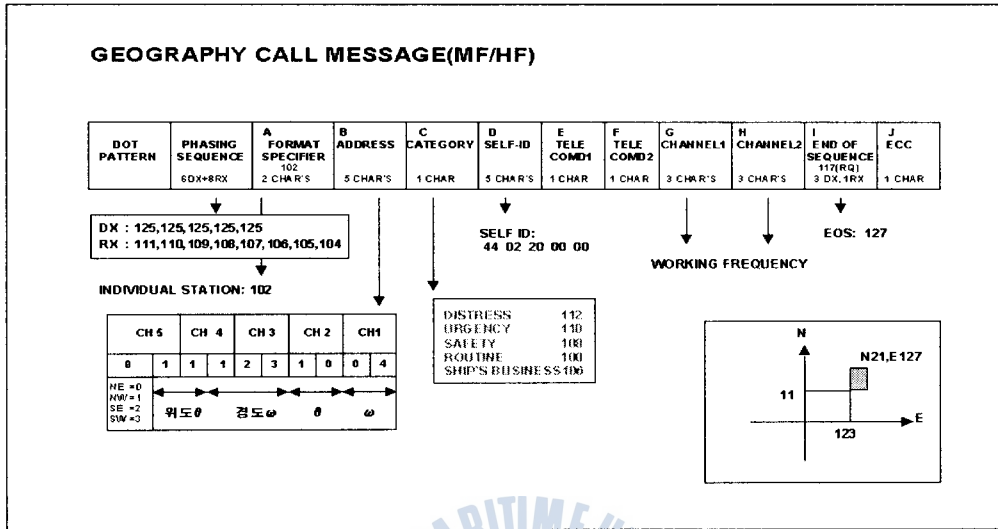 GEOGRAPHY CALL MESSAGE(MF/HF)
DOT PATTERN
PHASING SEQUENCE
6DX+8RX
A FORMAT SPECIFIER
102
2 CHAR'S
B ADDRESS
5 CHAR'S
C CATEGORY
1 CHAR
D SELF-ID
5 CHAR'S
E TELE COMD1
1 CHAR
F TELE COMD2
1 CHAR
G CHANNEL1
3 CHAR'S
H CHANNEL2
3 CHAR'S
I END OF SEQUENCE
117(RQ)
3 DX, 1RX
J ECC
1 CHAR
DX : 125,125,125,125,125
RX : 111,110,109,108,107,106,105,104
SELF ID:
44 02 20 00 00
EOS: 127
WORKING FREQUENCY
INDIVIDUAL STATION: 102
CH 5 CH 4 CH 3 CH 2 CH1
0 1 1 1 2 3 1 0 0 4
NE =0
NW= 1
SE =2
SW =3
위도θ 경도ω θ ω
DISTRESS 112
URGENCY 110
SAFETY 108
ROUTINE 100
SHIP'S BUSINESS 106
N
N21,E127
11
E
123
MARITIME